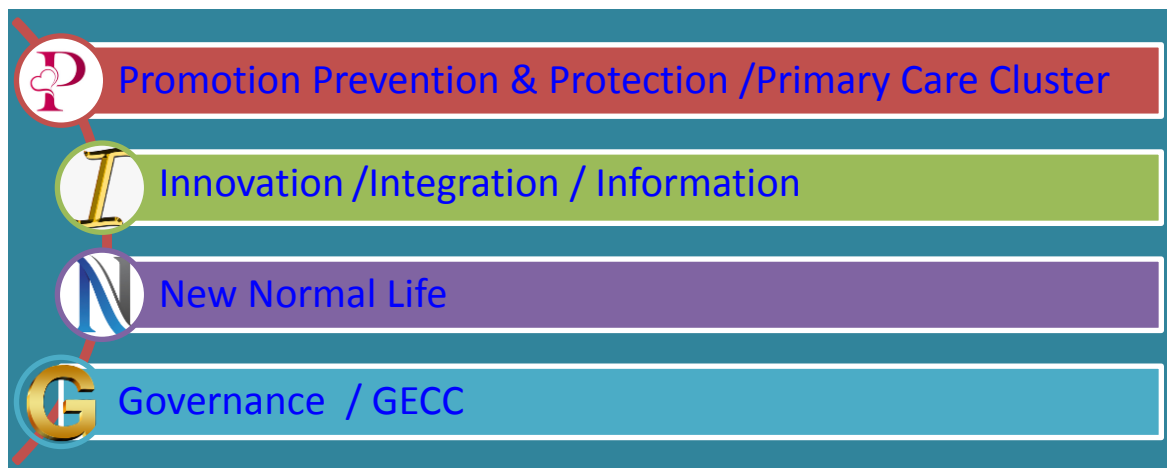 P Promotion Prevention & Protection /Primary Care Cluster
I Innovation /Integration / Information
N New Normal Life
G Governance / GECC